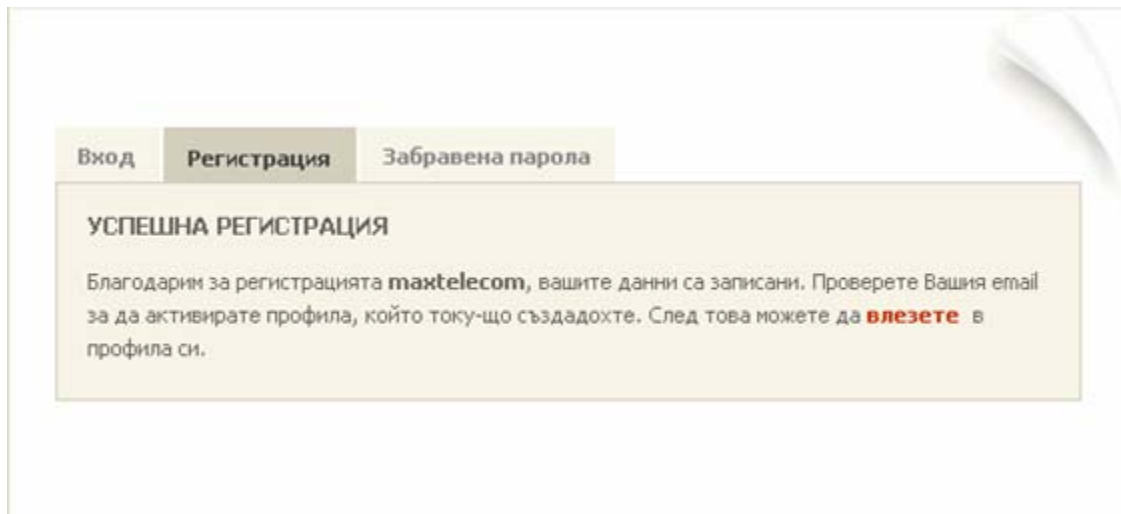 Вход Регистрация Забравена парола
УСПЕШНА РЕГИСТРАЦИЯ
Благодарим за регистрацията maxtelecom, вашите данни са записани. Проверете Вашия email
за да активирате профила, който току-що създадохте. След това можете да влезете в
профила си.